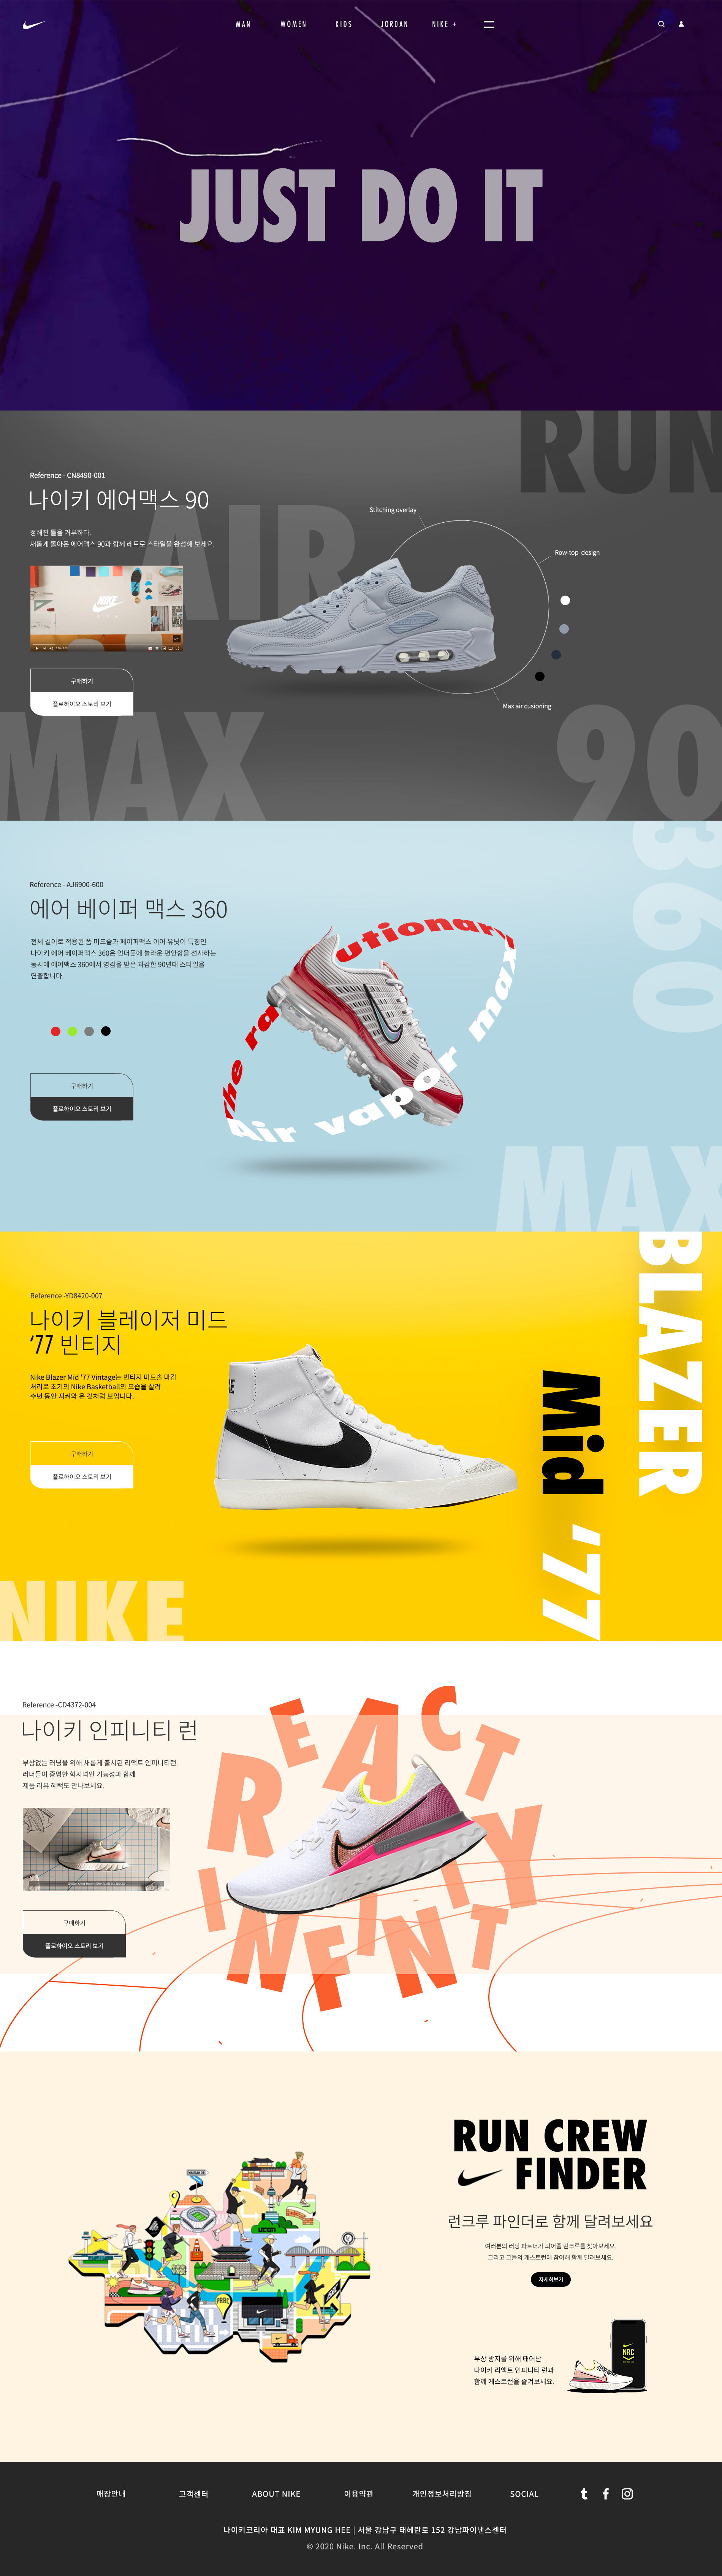 MAN WOMEN KIDS JORDAN NIKE +
JUST DO IT
RUN
AIR
MAX
90
Reference - CN8490-001
나이키 에어맥스 90
정해진 틀을 거부하다.
새롭게 돌아온 에어맥스 90과 함께 레트로 스타일을 완성해 보세요.
NIKE
구매하기
플로하이오 스토리 보기
Stitching overlay
Row-top design
Max air cusioning
360
MAX
Reference - AJ6900-600
에어 베이퍼 맥스 360
전체 길이로 적용된 폼 미드솔과 페이퍼맥스 이어 유닛이 특징인
나이키 에어 베이퍼맥스 360은 언더풋에 놀라운 편안함을 선사하는
동시에 에어맥스 360에서 영감을 받은 과감한 90년대 스타일을
연출합니다.
utionary
Air vapor max
구매하기
플로하이오 스토리 보기
BLAZER
Mid
‘77
NIKE
Reference -YD8420-007
나이키 블레이저 미드
‘77 빈티지
Nike Blazer Mid ’77 Vintage는 빈티지 미드솔 마감
처리로 초기의 Nike Basketball의 모습을 살려
수년 동안 지켜와 온 것처럼 보입니다.
구매하기
플로하이오 스토리 보기
Reference -CD4372-004
나이키 인피니티 런
부상없는 러닝을 위해 새롭게 출시된 리액트 인피니티런.
러너들이 증명한 혁시넉인 기능성과 함께
제품 리뷰 혜택도 만나보세요.
REACT
INFINITY
구매하기
플로하이오 스토리 보기
RUN CREW
FINDER
런크루 파인더로 함께 달려보세요
여러분의 러닝 파트너가 되어줄 런크루를 찾아보세요.
그리고 그들의 게스트런에 참여해 함께 달려보세요.
자세히보기
부상 방지를 위해 태어난
나이키 리액트 인피니티 런과
함께 게스트런을 즐겨보세요.
NRC
매장안내 고객센터 ABOUT NIKE 이용약관 개인정보처리방침 SOCIAL
나이키코리아 대표 KIM MYUNG HEE | 서울 강남구 태헤란로 152 강남파이낸스센터
© 2020 Nike. Inc. All Reserved